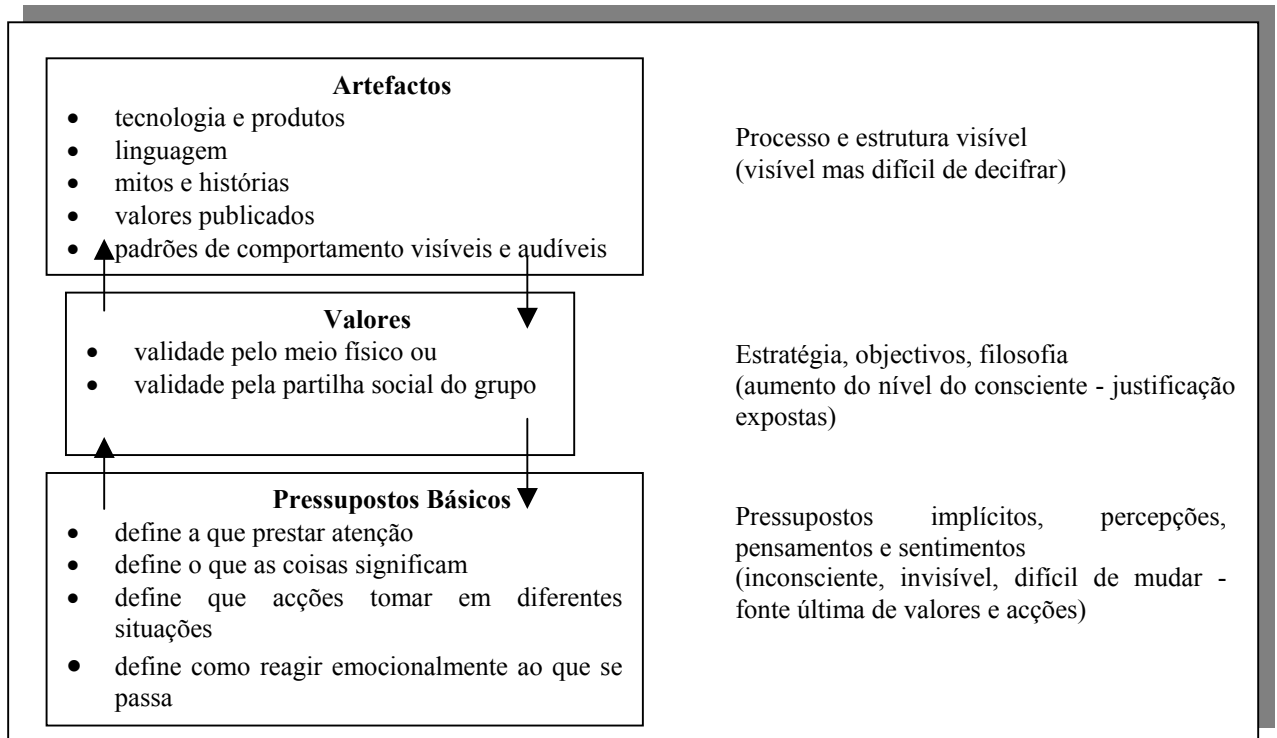 Artefactos
• tecnologia e produtos
• linguagem
• mitos e histórias
• valores publicados
• padrões de comportamento visíveis e audíveis
Processo e estrutura visível
(visível mas difícil de decifrar)
Valores
• validade pelo meio físico ou
• validade pela partilha social do grupo
Estratégia, objectivos, filosofia
(aumento do nível do consciente - justificação
expostas)
Pressupostos Básicos
• define a que prestar atenção
• define o que as coisas significam
• define que acções tomar em diferentes
situações
• define como reagir emocionalmente ao que se
passa
Pressupostos implícitos, percepções,
pensamentos e sentimentos
(inconsciente, invisível, difícil de mudar -
fonte última de valores e acções)